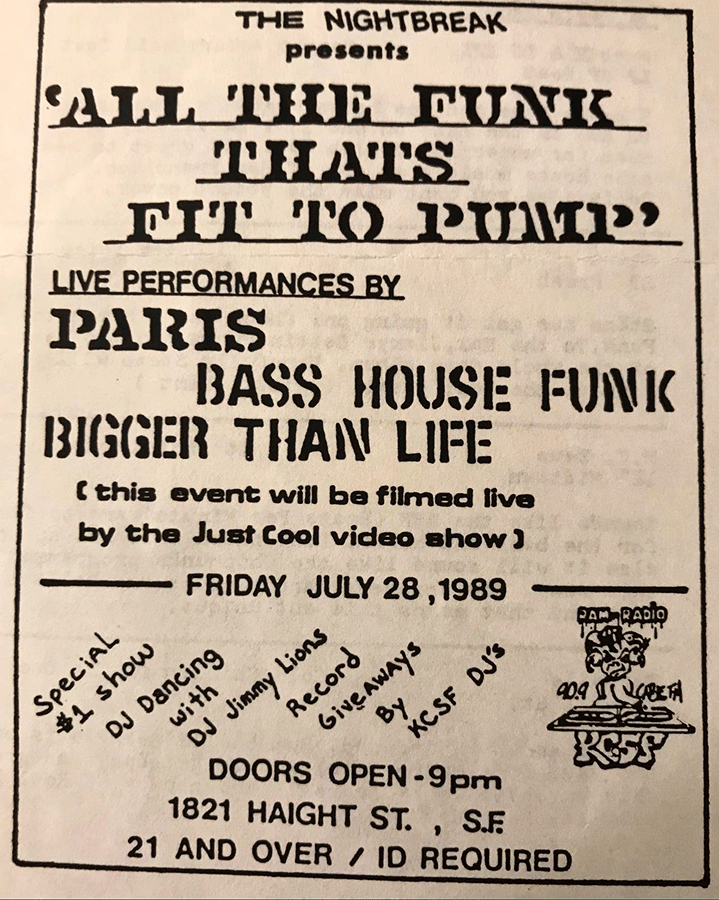 THE NIGHTBREAK
presents
‘ALL THE FUNK
THATS
FIT TO PUMP’
LIVE PERFORMANCES BY
PARIS
BASS HOUSE FUNK
BIGGER THAN LIFE
( this event will be filmed live
by the Just Cool video show )
FRIDAY JULY 28, 1989
Special
#1 show
DJ Dancing
with
DJ Jimmy Lions
Record
GiveAways
By
KCSF DJ's
RADIO
90.9
KCSF
DOORS OPEN - 9pm
1821 HAIGHT ST. , S.F.
21 AND OVER / ID REQUIRED